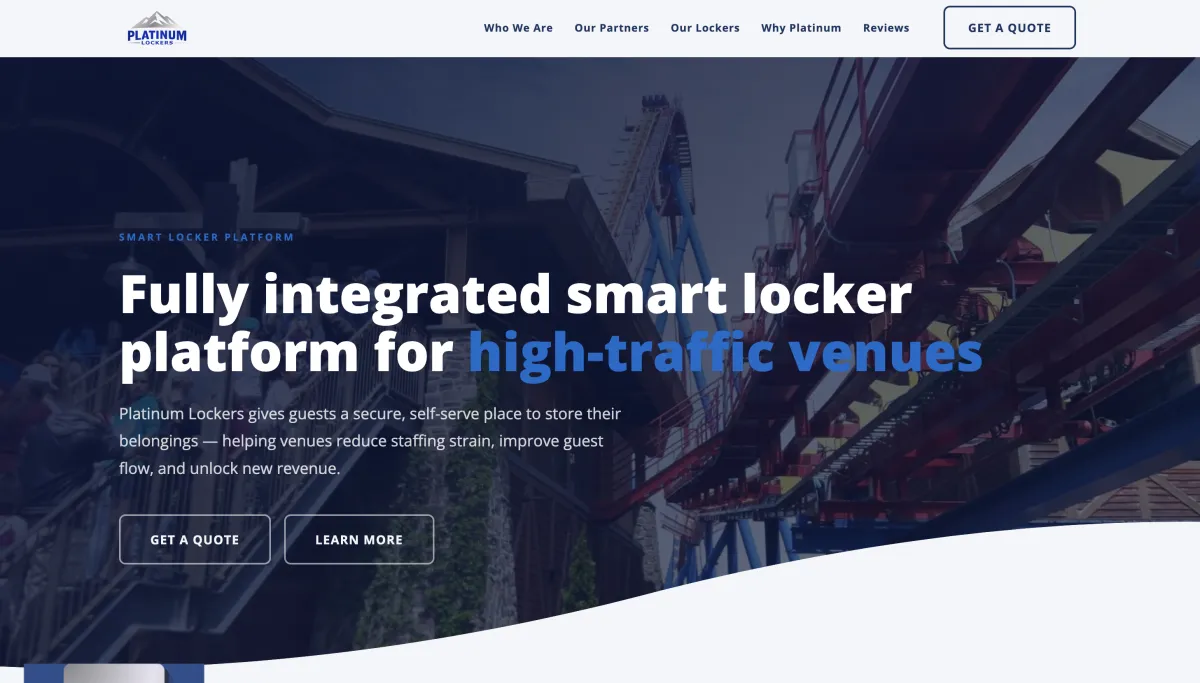 PLATINUM
LOCKERS
Who We Are
Our Partners
Our Lockers
Why Platinum
Reviews
GET A QUOTE
SMART LOCKER PLATFORM
Fully integrated smart locker
platform for high-traffic venues
Platinum Lockers gives guests a secure, self-serve place to store their
belongings — helping venues reduce staffing strain, improve guest
flow, and unlock new revenue.
GET A QUOTE
LEARN MORE